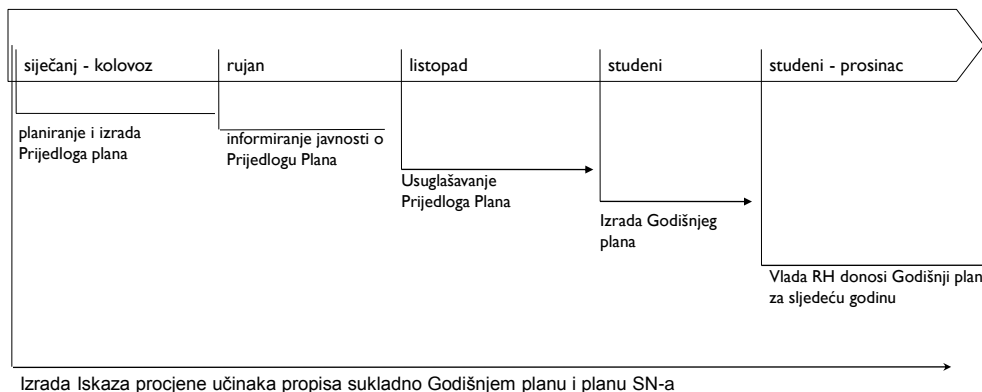 siječanj - kolovoz
rujan
listopad
studeni
studeni - prosinac
planiranje i izrada
Prijedloga plana
informiranje javnosti o
Prijedlogu Plana
Usuglašavanje
Prijedloga Plana
Izrada Godišnjeg
plana
Vlada RH donosi Godišnji plan
za sljedeću godinu
Izrada Iskaza procjene učinaka propisa sukladno Godišnjem planu i planu SN-a